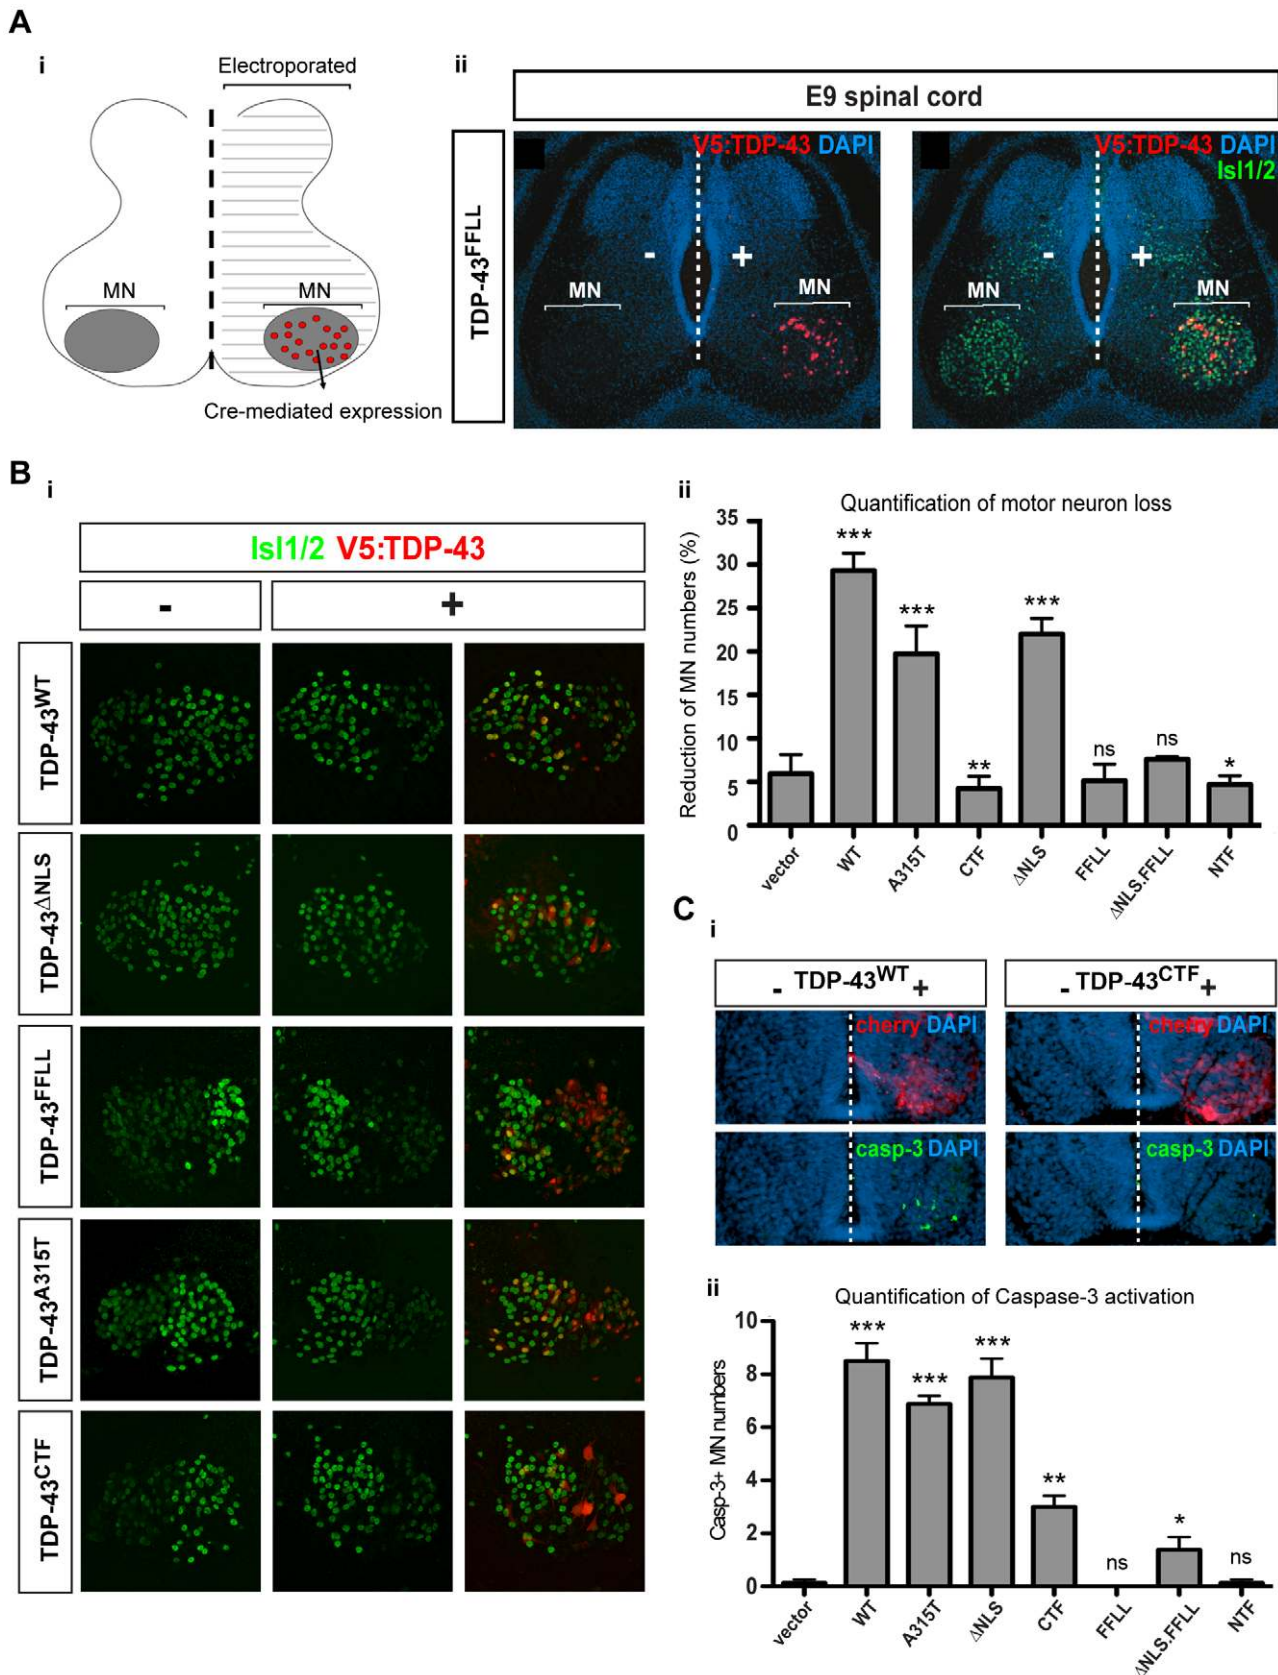 A
i
Electroporated
MN
MN
Cre-mediated expression
ii
E9 spinal cord
TDP-43FFLL
V5:TDP-43 DAPI
-
+
MN
MN
V5:TDP-43 DAPI
Isl1/2
-
+
MN
MN
B
i
Isl1/2 V5:TDP-43
-
+
TDP-43WT
TDP-43ΔNLS
TDP-43FFLL
TDP-43A315T
TDP-43CTF
ii
Quantification of motor neuron loss
Reduction of MN numbers (%)
35
30
25
20
15
10
5
0
***
***
**
***
ns
ns
*
vector
WT
A315T
CTF
ΔNLS
FFLL
ΔNLS.FFLL
NTF
C
i
- TDP-43WT +
- TDP-43CTF +
cherry DAPI
cherry DAPI
casp-3 DAPI
casp-3 DAPI
ii
Quantification of Caspase-3 activation
Casp-3+ MN numbers
10
8
6
4
2
0
***
***
***
**
ns
*
ns
vector
WT
A315T
ΔNLS
CTF
FFLL
ΔNLS.FFLL
NTF